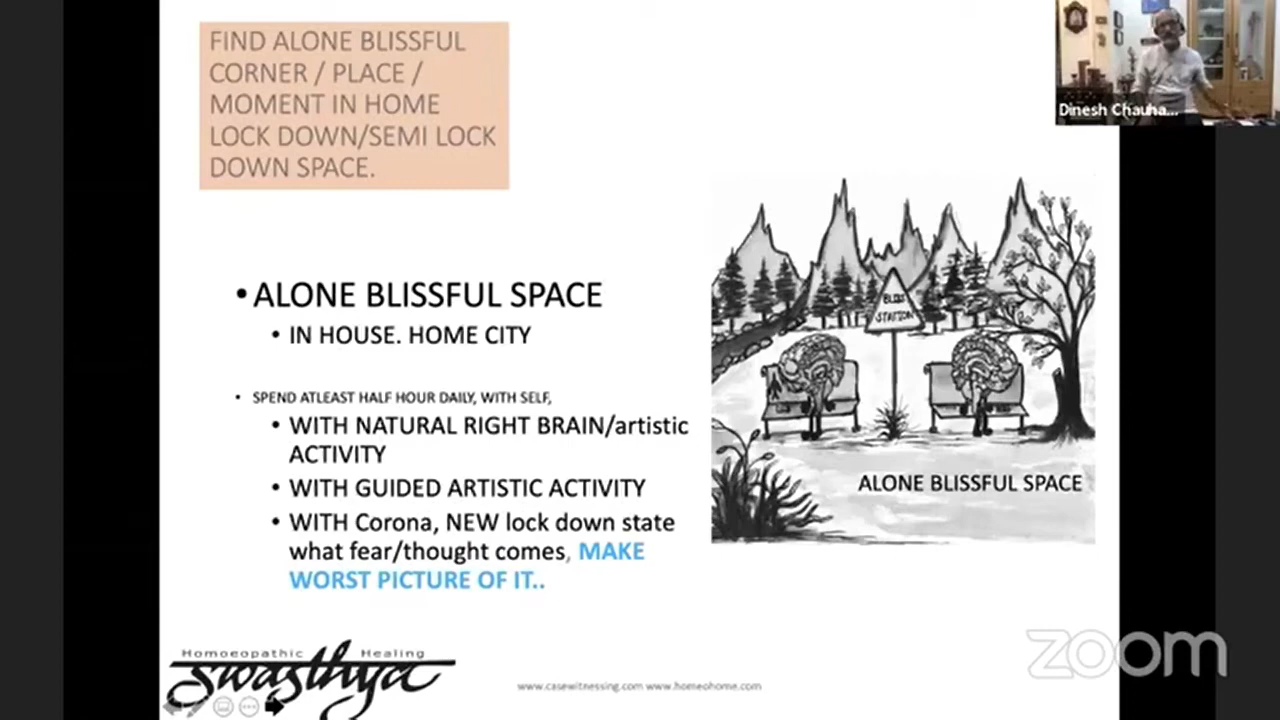 FIND ALONE BLISSFUL
CORNER / PLACE /
MOMENT IN HOME
LOCK DOWN/SEMI LOCK
DOWN SPACE.
Dinesh Chauha...
• ALONE BLISSFUL SPACE
• IN HOUSE. HOME CITY
• SPEND ATLEAST HALF HOUR DAILY, WITH SELF,
• WITH NATURAL RIGHT BRAIN/artistic
ACTIVITY
• WITH GUIDED ARTISTIC ACTIVITY
• WITH Corona, NEW lock down state
what fear/thought comes, MAKE
WORST PICTURE OF IT..
BLISS
STATION
ALONE BLISSFUL SPACE
Homoeopathic Healing
swasthya
www.casewitnessing.com www.homeohome.com
zoom